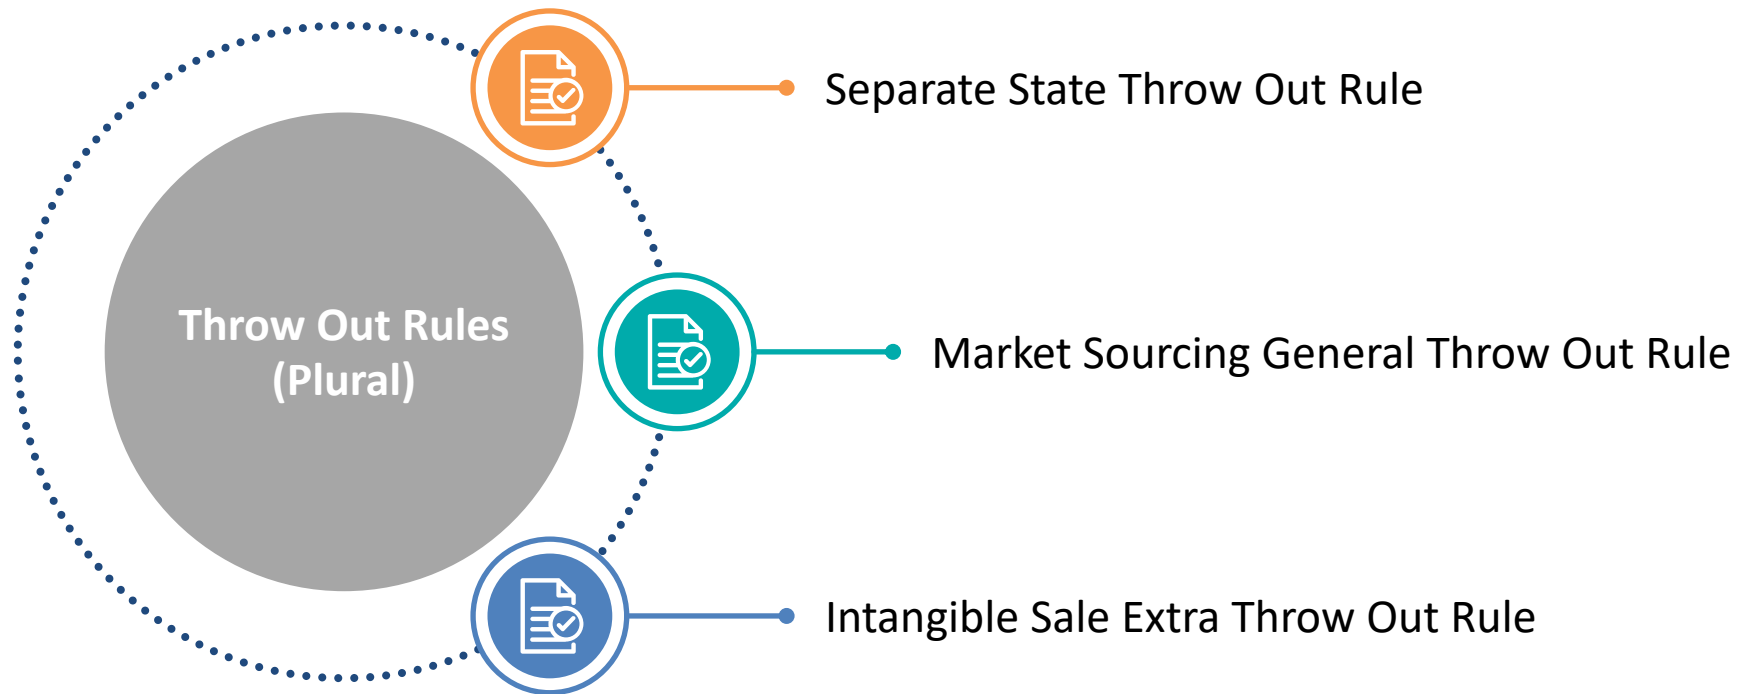 Throw Out Rules
(Plural)
Separate State Throw Out Rule
Market Sourcing General Throw Out Rule
Intangible Sale Extra Throw Out Rule